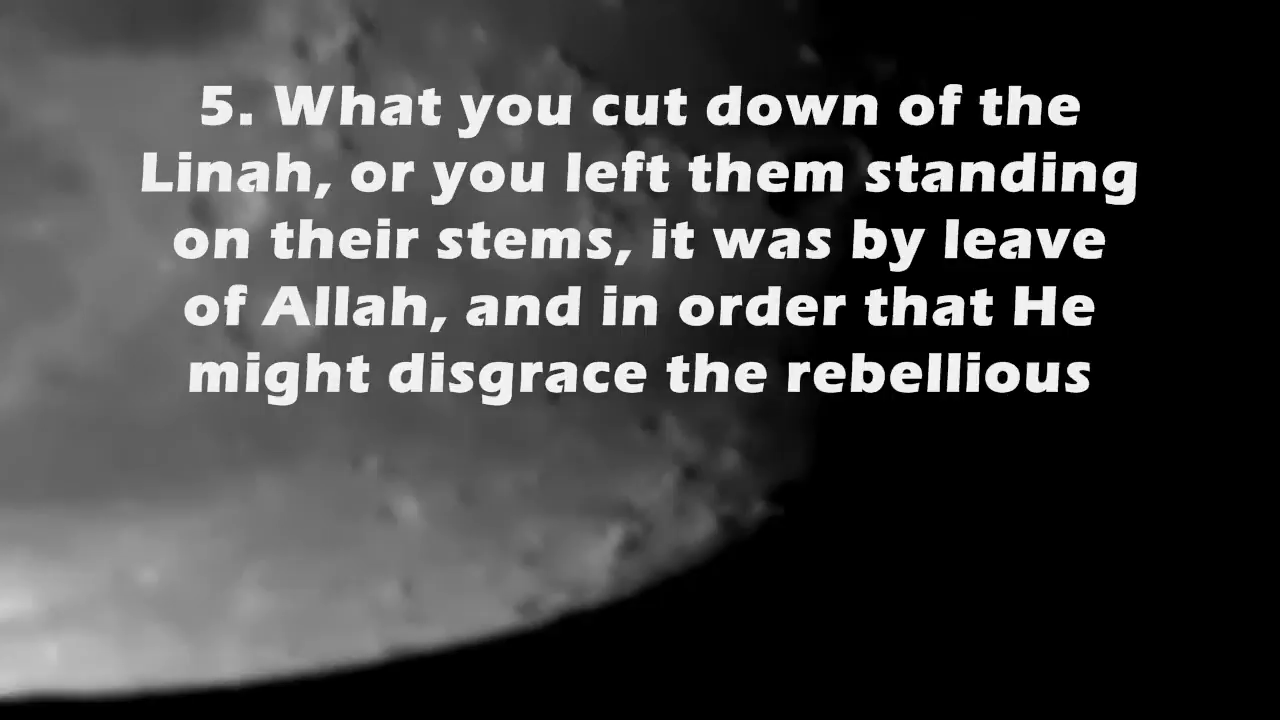 5. What you cut down of the
Linah, or you left them standing
on their stems, it was by leave
of Allah, and in order that He
might disgrace the rebellious